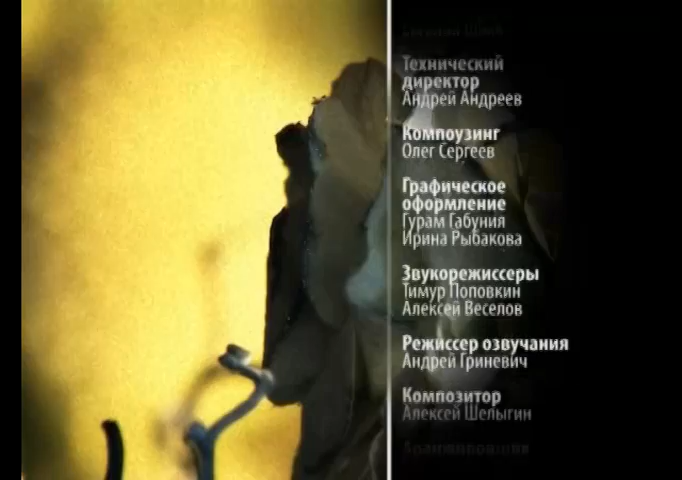 Технический
директор
Андрей Андреев
Компоузинг
Олег Сергеев
Графическое
оформление
Гурам Габуния
Ирина Рыбакова
Звукорежиссеры
Тимур Поповкин
Алексей Веселов
Режиссер озвучания
Андрей Гриневич
Композитор
Алексей Шелыгин